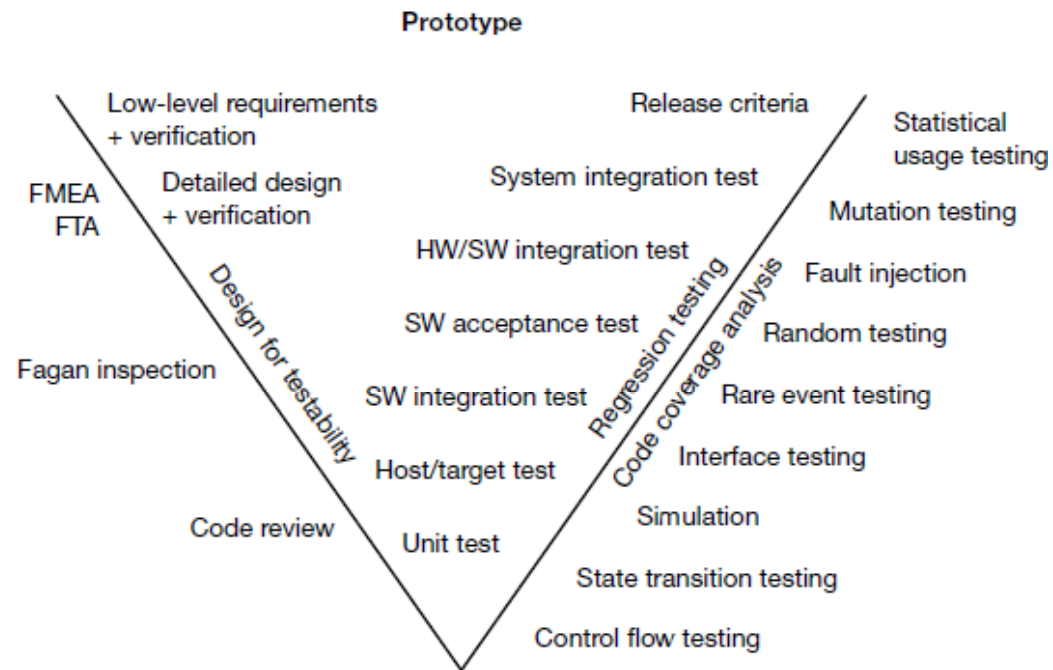 Prototype
Low-level requirements
+ verification
Release criteria
Statistical
usage testing
FMEA
FTA
Detailed design
+ verification
System integration test
Mutation testing
HW/SW integration test
Fault injection
Design for testability
SW acceptance test
Regression testing
Code coverage analysis
Random testing
Fagan inspection
SW integration test
Rare event testing
Host/target test
Interface testing
Code review
Unit test
Simulation
State transition testing
Control flow testing